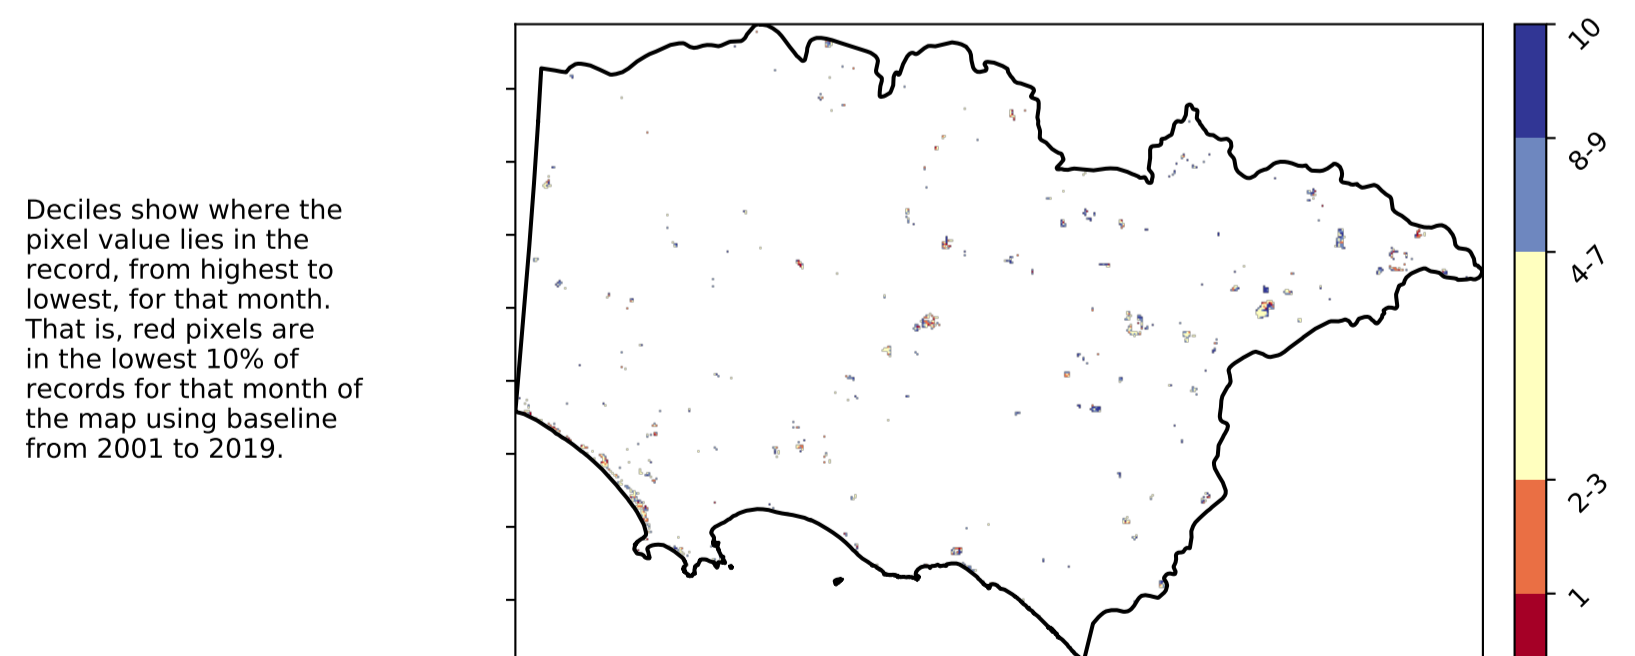 Deciles show where the
pixel value lies in the
record, from highest to
lowest, for that month.
That is, red pixels are
in the lowest 10% of
records for that month of
the map using baseline
from 2001 to 2019.
10
8-9
4-7
2-3
1